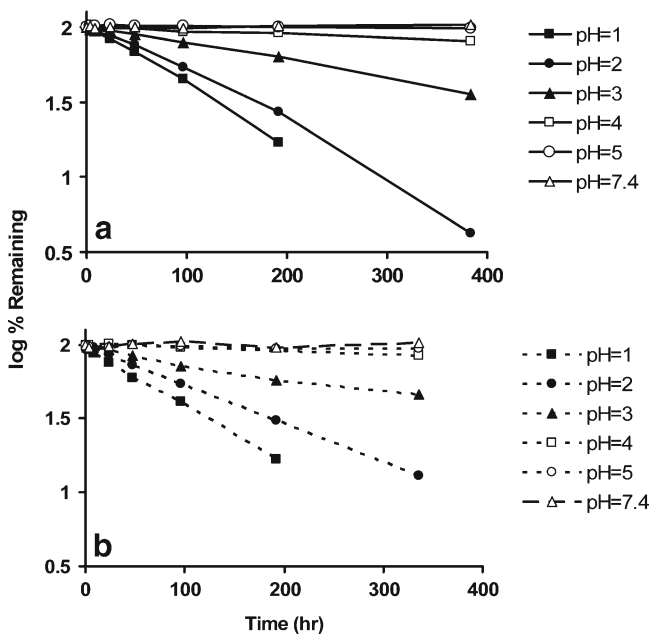 2
1.5
1
0.5
0
100
200
300
400
a
pH=1
pH=2
pH=3
pH=4
pH=5
pH=7.4
log % Remaining
2
1.5
1
0.5
0
100
200
300
400
b
pH=1
pH=2
pH=3
pH=4
pH=5
pH=7.4
Time (hr)